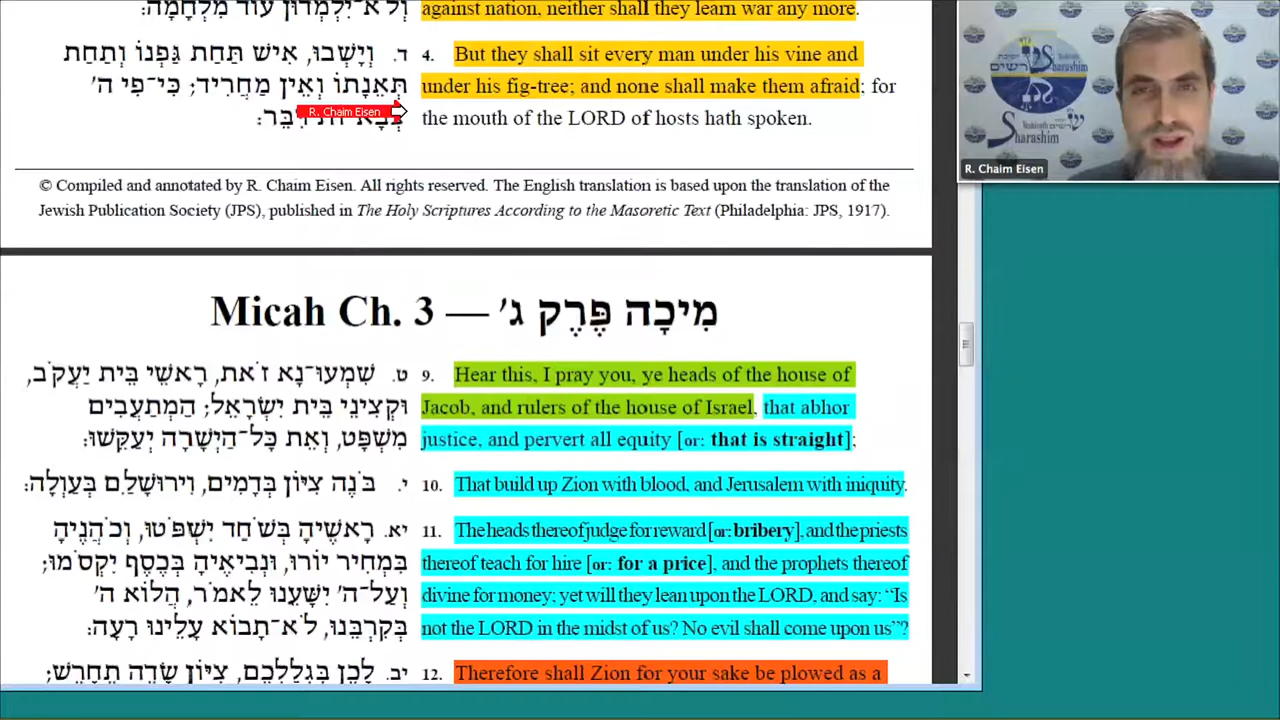 וְלֹא־יִלְמְדוּן עוֹד מִלְחָמָה:
against nation, neither shall they learn war any more.
ד. וְיָשְׁבוּ, אִישׁ תַּחַת גַּפְנוֹ וְתַחַת
תְּאֵנָתוֹ וְאֵין מַחֲרִיד; כִּי־פִי ה'
4. But they shall sit every man under his vine and
under his fig-tree; and none shall make them afraid; for
the mouth of the LORD of hosts hath spoken.
R. Chaim Eisen
© Compiled and annotated by R. Chaim Eisen. All rights reserved. The English translation is based upon the translation of the
Jewish Publication Society (JPS), published in The Holy Scriptures According to the Masoretic Text (Philadelphia: JPS, 1917).
Micah Ch. 3 — מִיכָה פֶּרֶק ג'
ט. שִׁמְעוּ־נָא זֹאת, רָאשֵׁי בֵּית יַעֲקֹב,
וּקְצִינֵי בֵּית יִשְׂרָאֵל; הַמְתַעֲבִים
מִשְׁפָּט, וְאֵת כָּל־הַיְשָׁרָה יְעַקֵּשׁוּ:
9. Hear this, I pray you, ye heads of the house of
Jacob, and rulers of the house of Israel, that abhor
justice, and pervert all equity [or: that is straight];
י. בֹּנֶה צִיּוֹן בְּדָמִים, וִירוּשָׁלַ‍ִם בְּעַוְלָה:
10. That build up Zion with blood, and Jerusalem with iniquity.
יא. רָאשֶׁיהָ בְּשֹׁחַד יִשְׁפֹּטוּ, וְכֹהֲנֶיהָ
בִּמְחִיר יוֹרוּ, וּנְבִיאֶיהָ בְּכֶסֶף יִקְסֹמוּ;
וְעַל־ה' יִשָּׁעֵנוּ לֵאמֹר, הֲלוֹא ה'
בְּקִרְבֵּנוּ, לֹא־תָבוֹא עָלֵינוּ רָעָה:
11. The heads thereof judge for reward [or: bribery], and the priests
thereof teach for hire [or: for a price], and the prophets thereof
divine for money; yet will they lean upon the LORD, and say: “Is
not the LORD in the midst of us? No evil shall come upon us”?
יב. לָכֵן בִּגְלַלְכֶם, צִיּוֹן שָׂדֶה תֵחָרֵשׁ;
12. Therefore shall Zion for your sake be plowed as a
ישיבת
שרשים
Yeshivath
Sharashim
R. Chaim Eisen